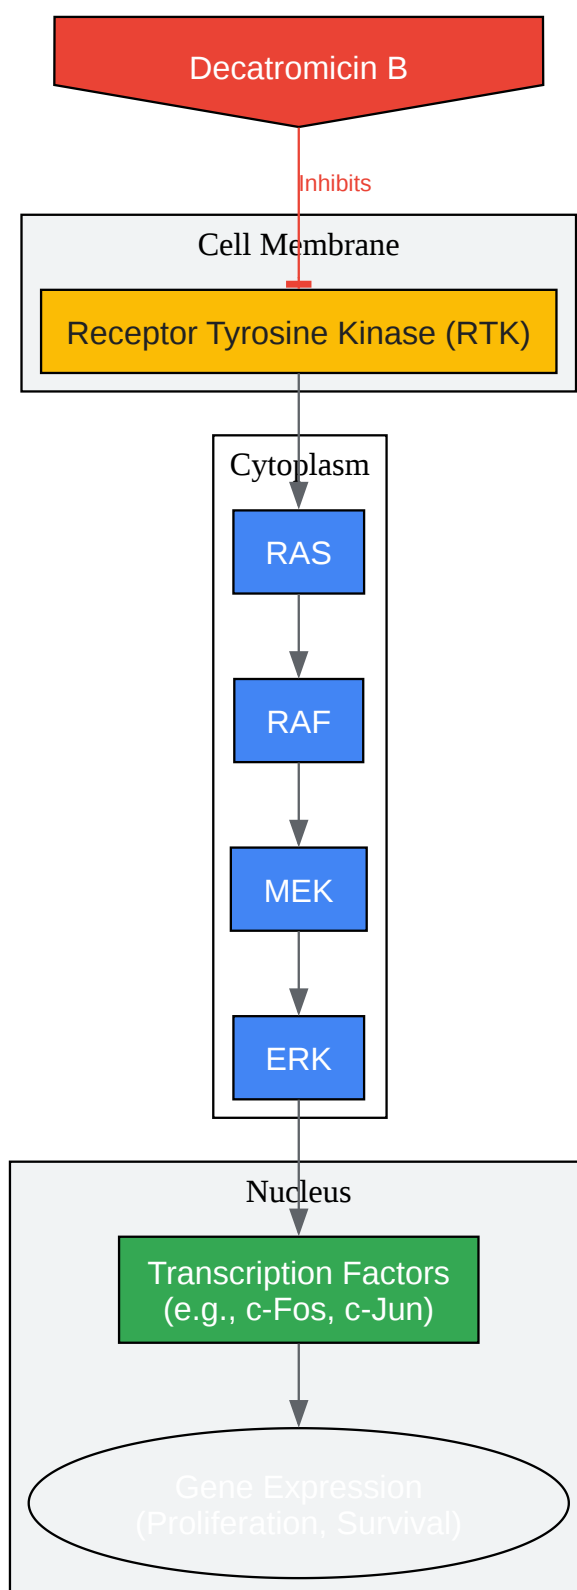 Decatromicin B
Inhibits
Cell Membrane
Receptor Tyrosine Kinase (RTK)
Cytoplasm
RAS
RAF
MEK
ERK
Nucleus
Transcription Factors
(e.g., c-Fos, c-Jun)
Gene Expression
(Proliferation, Survival)